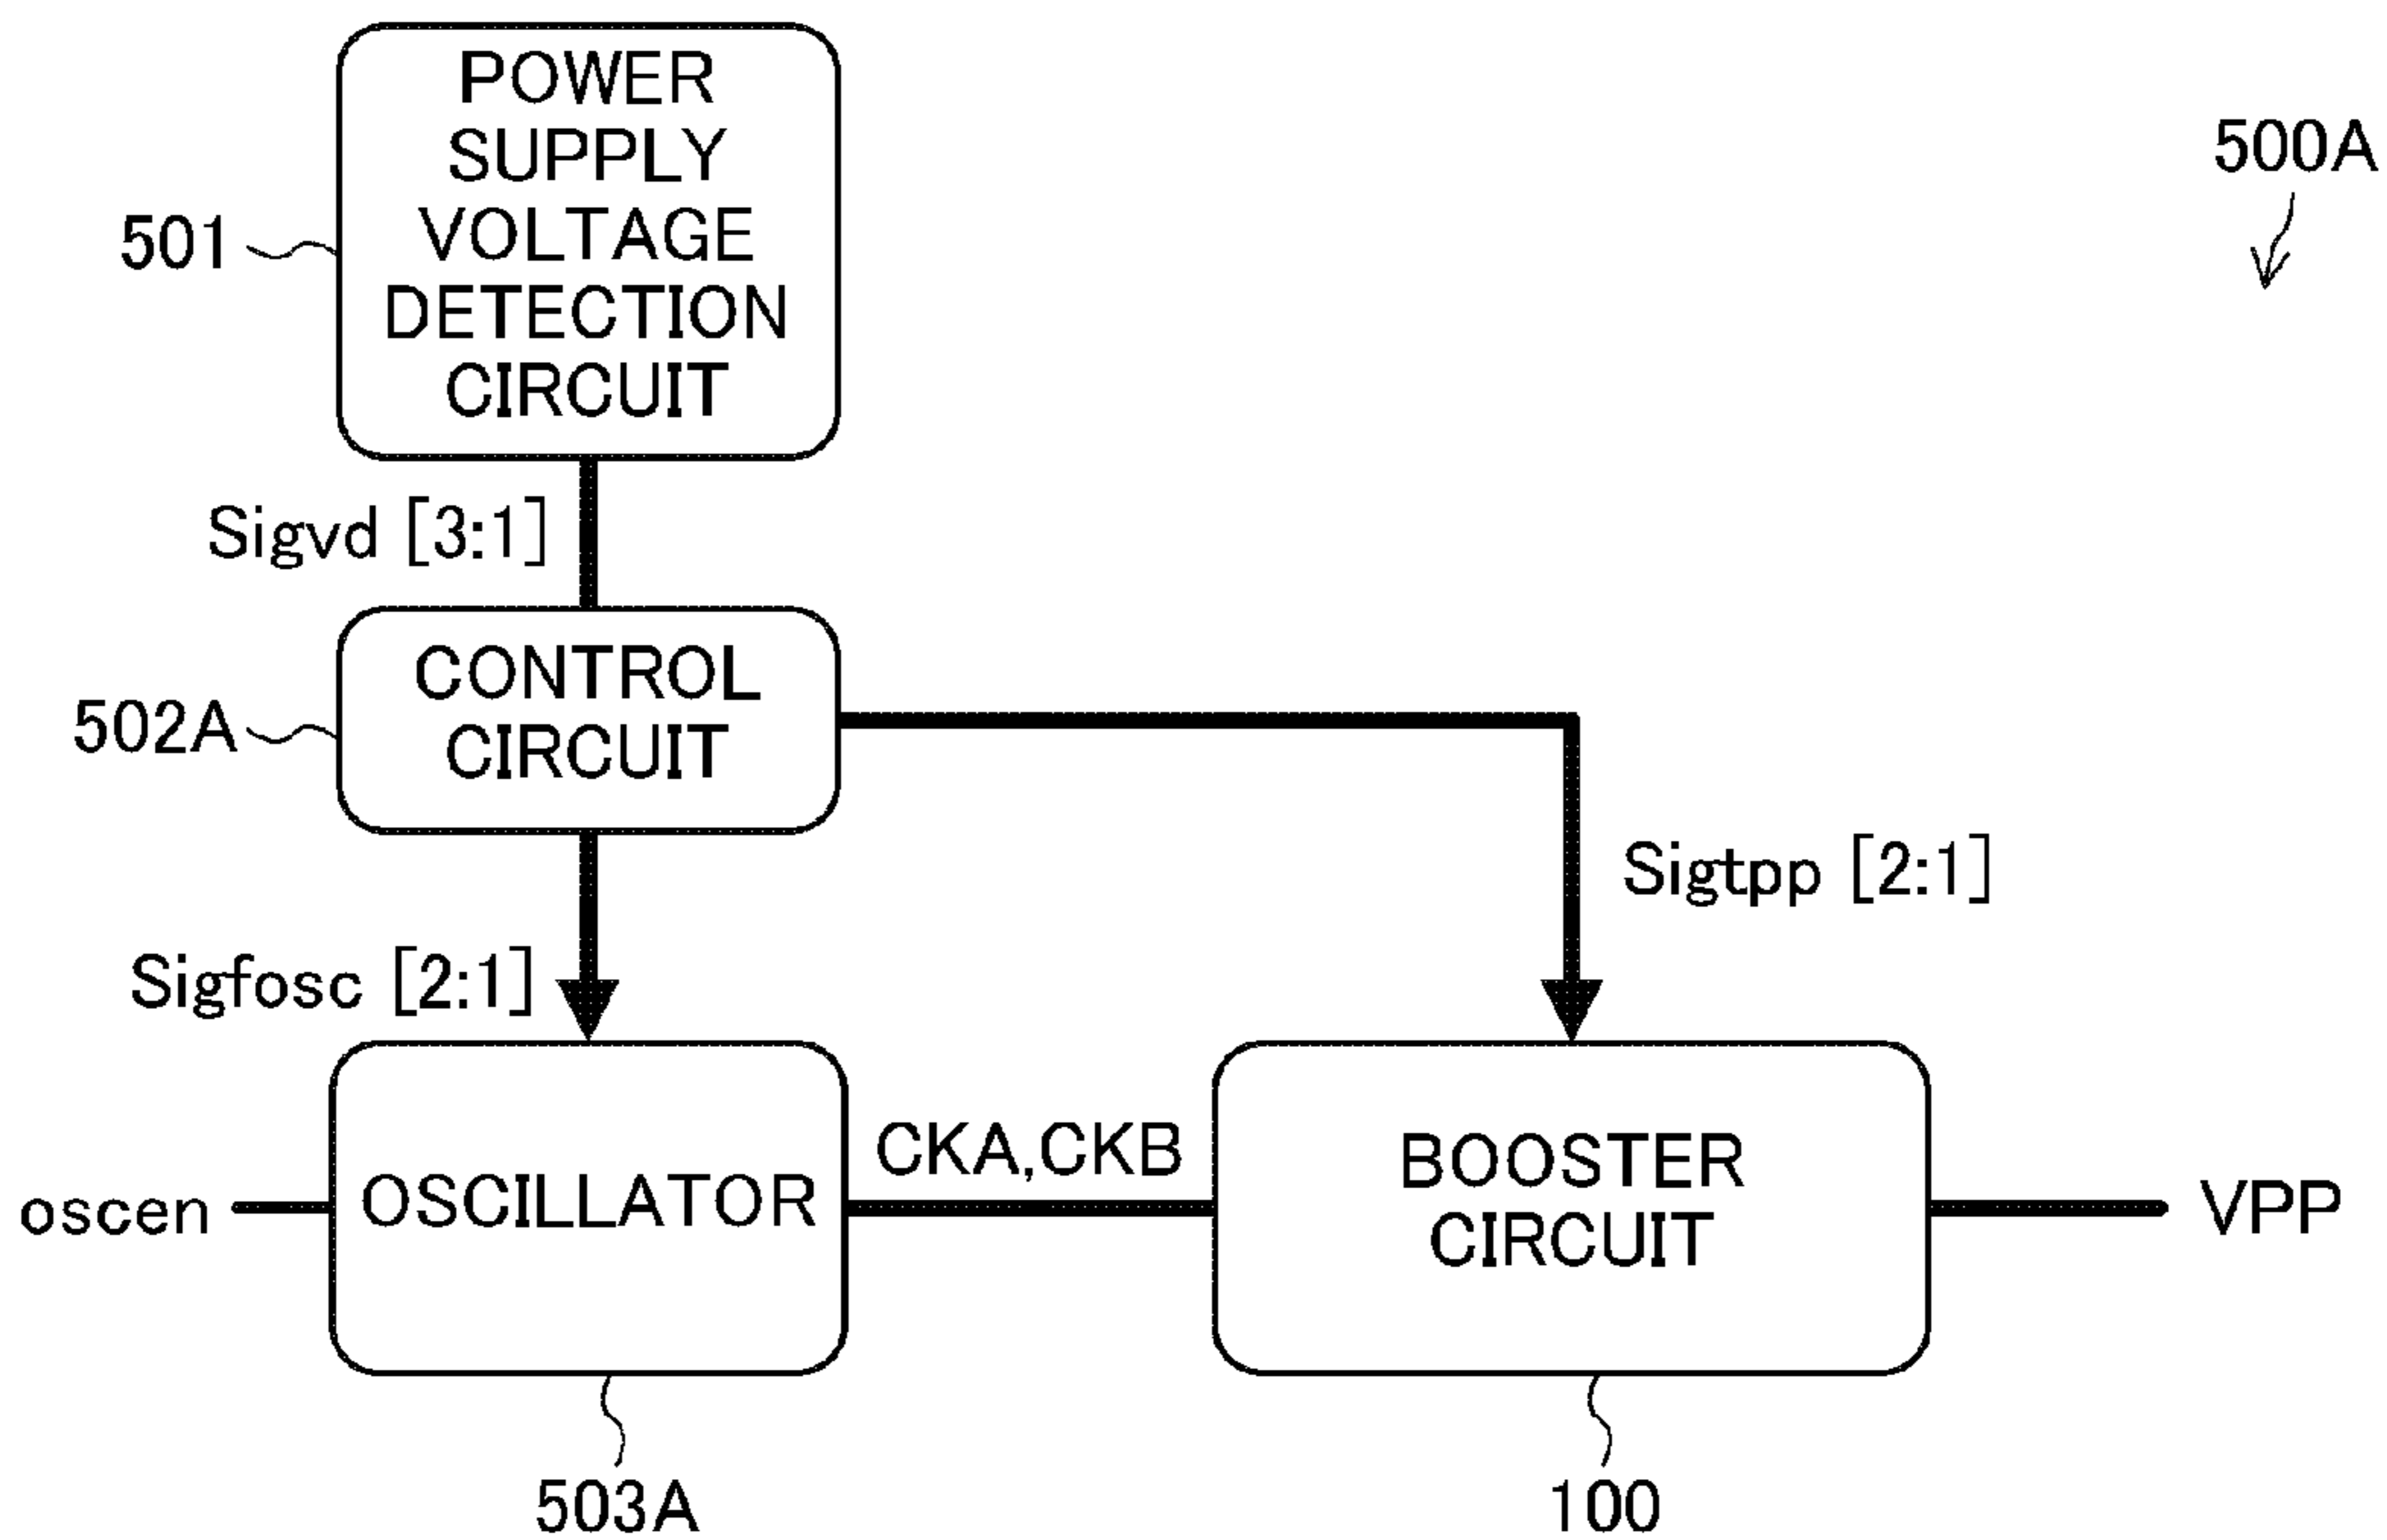 POWER
SUPPLY
VOLTAGE
DETECTION
CIRCUIT
500A
501
Sigvd [3:1]
CONTROL
CIRCUIT
502A
Sigtpp [2:1]
Sigfosc [2:1]
oscen
OSCILLATOR
CKA,CKB
BOOSTER
CIRCUIT
VPP
503A
100